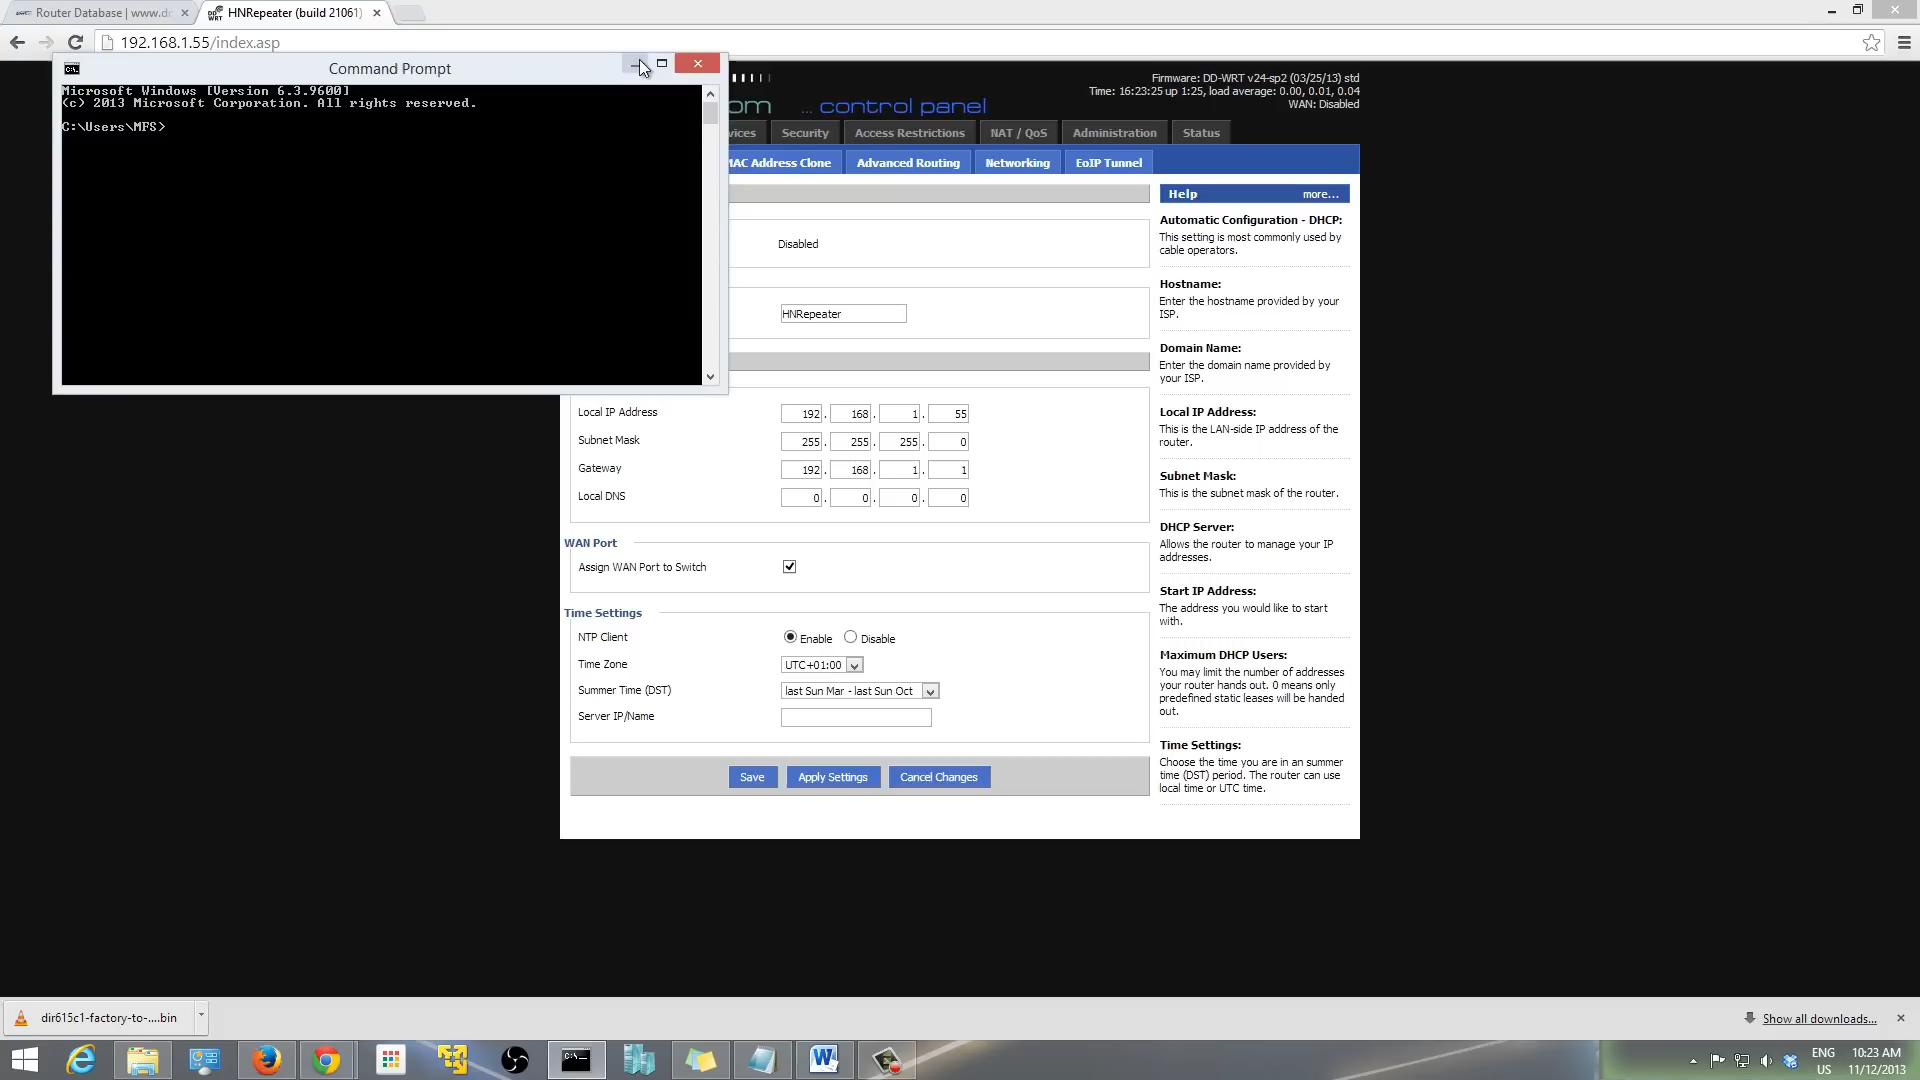 Router Database | www.d
HNRepeater (build 21061)
192.168.1.55/index.asp
Command Prompt
Microsoft Windows [Version 6.3.9600]
(c) 2013 Microsoft Corporation. All rights reserved.
C:\Users\MFS>
Firmware: DD-WRT v24-sp2 (03/25/13) std
Time: 16:23:25 up 1:25, load average: 0.00, 0.01, 0.04
WAN: Disabled
om ... control panel
vices Security Access Restrictions NAT / QoS Administration Status
MAC Address Clone Advanced Routing Networking EoIP Tunnel
Disabled
HNRepeater
Local IP Address 192. 168. 1. 55
Subnet Mask 255. 255. 255. 0
Gateway 192. 168. 1. 1
Local DNS 0. 0. 0. 0
WAN Port
Assign WAN Port to Switch
Time Settings
NTP Client Enable Disable
Time Zone UTC+01:00
Summer Time (DST) last Sun Mar - last Sun Oct
Server IP/Name
Save Apply Settings Cancel Changes
Help more...
Automatic Configuration - DHCP:
This setting is most commonly used by
cable operators.
Hostname:
Enter the hostname provided by your
ISP.
Domain Name:
Enter the domain name provided by
your ISP.
Local IP Address:
This is the LAN-side IP address of the
router.
Subnet Mask:
This is the subnet mask of the router.
DHCP Server:
Allows the router to manage your IP
addresses.
Start IP Address:
The address you would like to start
with.
Maximum DHCP Users:
You may limit the number of addresses
your router hands out. 0 means only
predefined static leases will be handed
out.
Time Settings:
Choose the time you are in an summer
time (DST) period. The router can use
local time or UTC time.
dir615c1-factory-to-....bin
Show all downloads...
ENG 10:23 AM
US 11/12/2013